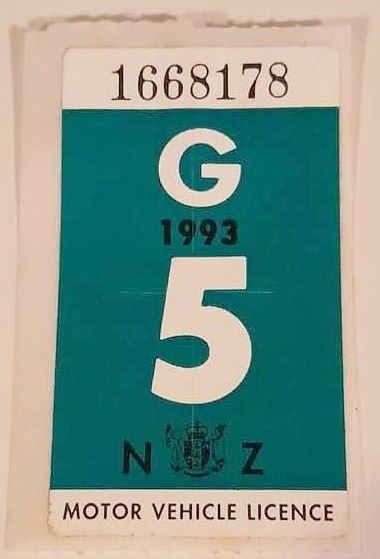 1668178
G
1993
5
N Z
MOTOR VEHICLE LICENCE